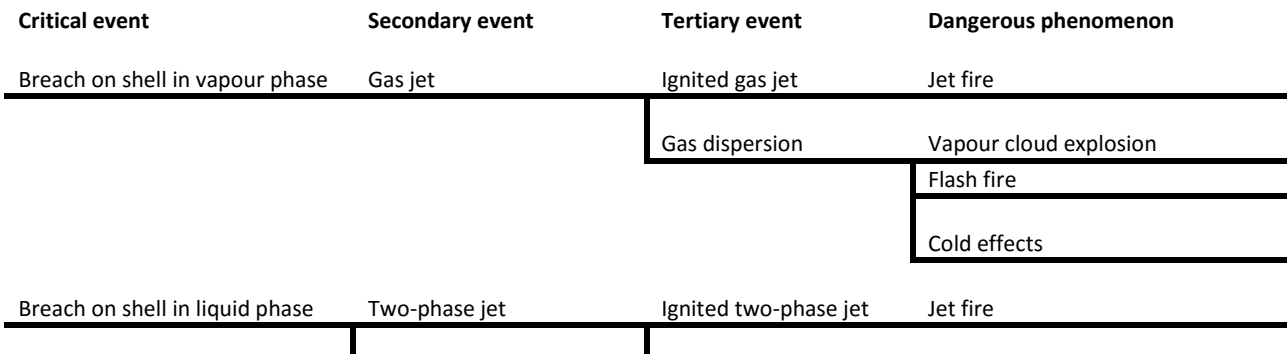 Critical event Secondary event Tertiary event Dangerous phenomenon
Breach on shell in vapour phase Gas jet Ignited gas jet Jet fire
Gas dispersion Vapour cloud explosion
Flash fire
Cold effects
Breach on shell in liquid phase Two-phase jet Ignited two-phase jet Jet fire